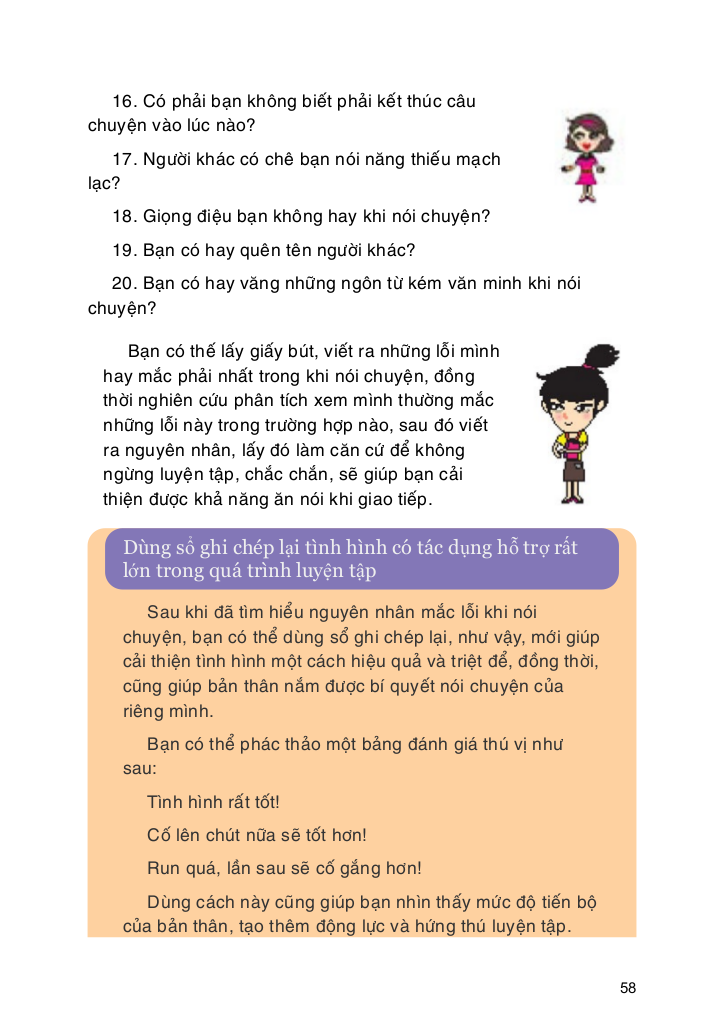 16. Có phải bạn không biết phải kết thúc câu
chuyện vào lúc nào?
17. Người khác có chê bạn nói năng thiếu mạch
lạc?
18. Giọng điệu bạn không hay khi nói chuyện?
19. Bạn có hay quên tên người khác?
20. Bạn có hay văng những ngôn từ kém văn minh khi nói
chuyện?
Bạn có thể lấy giấy bút, viết ra những lỗi mình
hay mắc phải nhất trong khi nói chuyện, đồng
thời nghiên cứu phân tích xem mình thường mắc
những lỗi này trong trường hợp nào, sau đó viết
ra nguyên nhân, lấy đó làm căn cứ để không
ngừng luyện tập, chắc chắn, sẽ giúp bạn cải
thiện được khả năng ăn nói khi giao tiếp.
Dùng sổ ghi chép lại tình hình có tác dụng hỗ trợ rất
lớn trong quá trình luyện tập
Sau khi đã tìm hiểu nguyên nhân mắc lỗi khi nói
chuyện, bạn có thể dùng sổ ghi chép lại, như vậy, mới giúp
cải thiện tình hình một cách hiệu quả và triệt để, đồng thời,
cũng giúp bản thân nắm được bí quyết nói chuyện của
riêng mình.
Bạn có thể phác thảo một bảng đánh giá thú vị như
sau:
Tình hình rất tốt!
Cố lên chút nữa sẽ tốt hơn!
Run quá, lần sau sẽ cố gắng hơn!
Dùng cách này cũng giúp bạn nhìn thấy mức độ tiến bộ
của bản thân, tạo thêm động lực và hứng thú luyện tập.
58